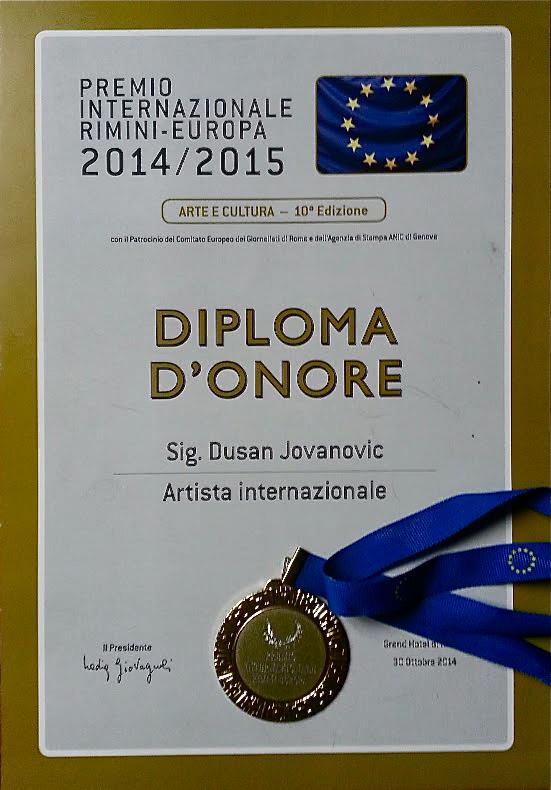 PREMIO
INTERNAZIONALE
RIMINI-EUROPA
2014/2015
ARTE E CULTURA – 10ª Edizione
con il Patrocinio del Comitato Europeo dei Giornalisti di Roma e dell'Agenzia di Stampa ANIC di Genova
DIPLOMA
D'ONORE
Sig. Dusan Jovanovic
Artista internazionale
Il Presidente
Grand Hotel di
30 Ottobre 2014
PREMIO